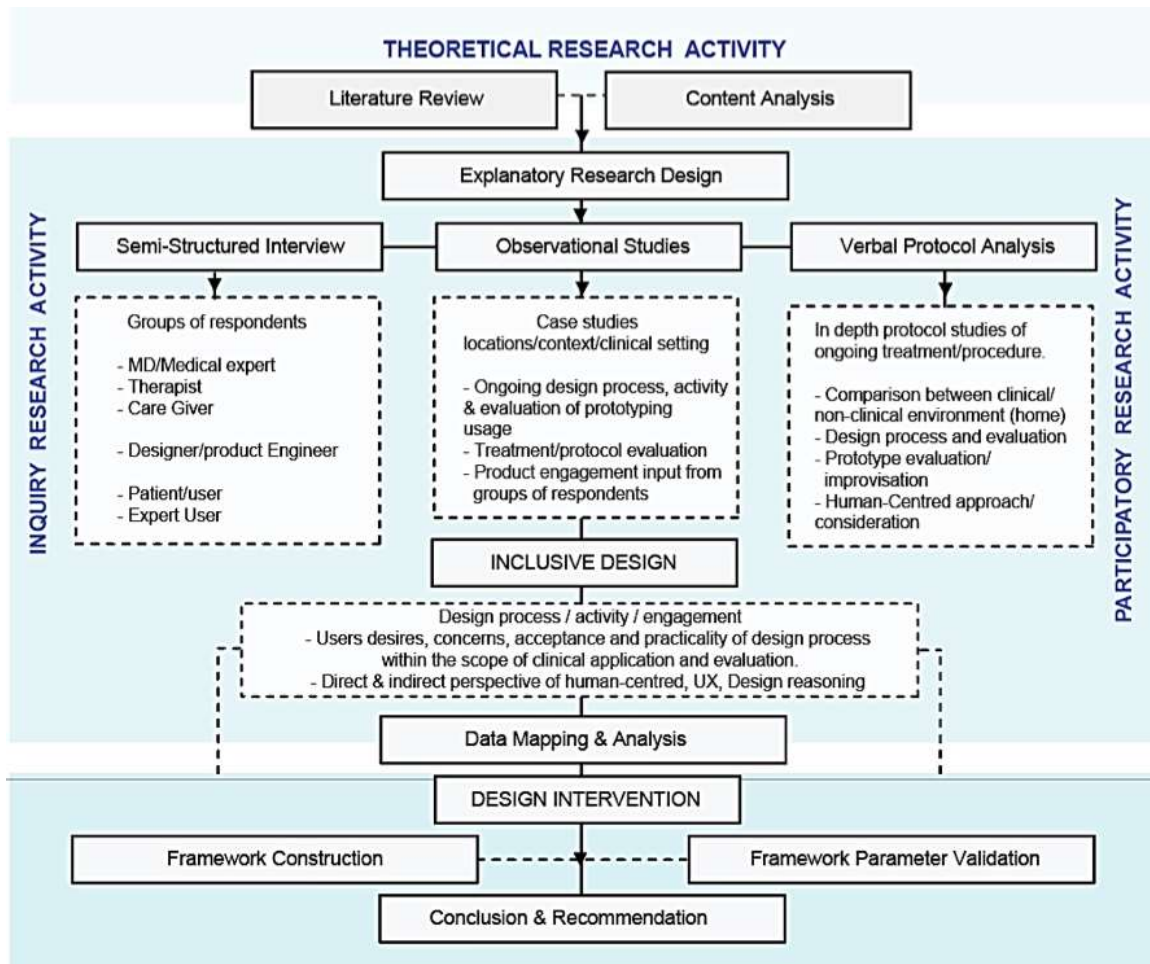 THEORETICAL RESEARCH ACTIVITY
Literature Review
Content Analysis
Explanatory Research Design
INQUIRY RESEARCH ACTIVITY
PARTICIPATORY RESEARCH ACTIVITY
Semi-Structured Interview
Observational Studies
Verbal Protocol Analysis
Groups of respondents
- MD/Medical expert
- Therapist
- Care Giver
- Designer/product Engineer
- Patient/user
- Expert User
Case studies
locations/context/clinical setting
- Ongoing design process, activity
& evaluation of prototyping
usage
- Treatment/protocol evaluation
- Product engagement input from
groups of respondents
In depth protocol studies of
ongoing treatment/procedure.
- Comparison between clinical/
non-clinical environment (home)
- Design process and evaluation
- Prototype evaluation/
improvisation
- Human-Centred approach/
consideration
INCLUSIVE DESIGN
Design process / activity / engagement
- Users desires, concerns, acceptance and practicality of design process
within the scope of clinical application and evaluation.
- Direct & indirect perspective of human-centred, UX, Design reasoning
Data Mapping & Analysis
DESIGN INTERVENTION
Framework Construction
Framework Parameter Validation
Conclusion & Recommendation